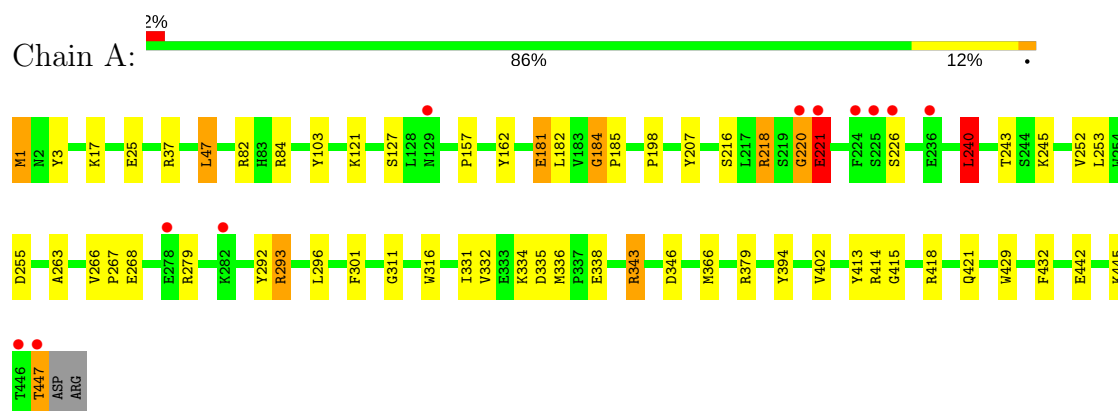 2%
Chain A:
86% 12% •
M1 N2 Y3 K17 E25 R37 L47 R82 H83 R84 Y103 K121 S127 L128 N129 P157 Y162 E181 L182 V183 G184 P185 P198 Y207 S216 L217 R218 S219 G220 E221 F224 S225 S226 E236 L240 T243 S244 K245 V252 L253
D255 A263 V266 P267 E268 E278 R279 K282 Y292 R293 L296 F301 G311 W316 I331 V332 E333 K334 D335 M336 P337 E338 R343 D346 M366 R379 Y394 V402 Y413 R414 G415 R418 Q421 W429 F432 E442 K445
T446 T447 ASP ARG